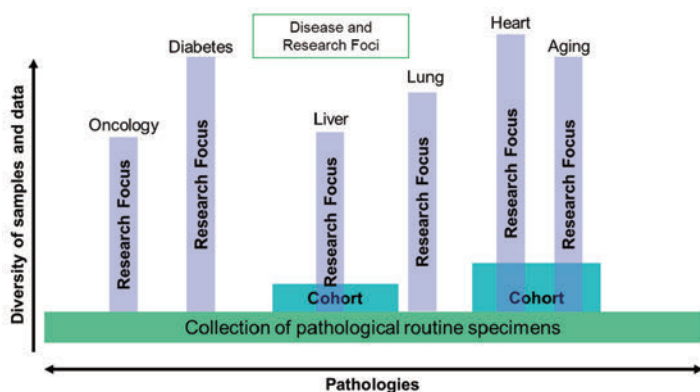 Disease and
Research Foci
Heart
Diabetes
Aging
Lung
Oncology
Liver
Diversity of samples and data
Research Focus
Research Focus
Research Focus
Research Focus
Research Focus
Research Focus
Cohort
Cohort
Collection of pathological routine specimens
Pathologies